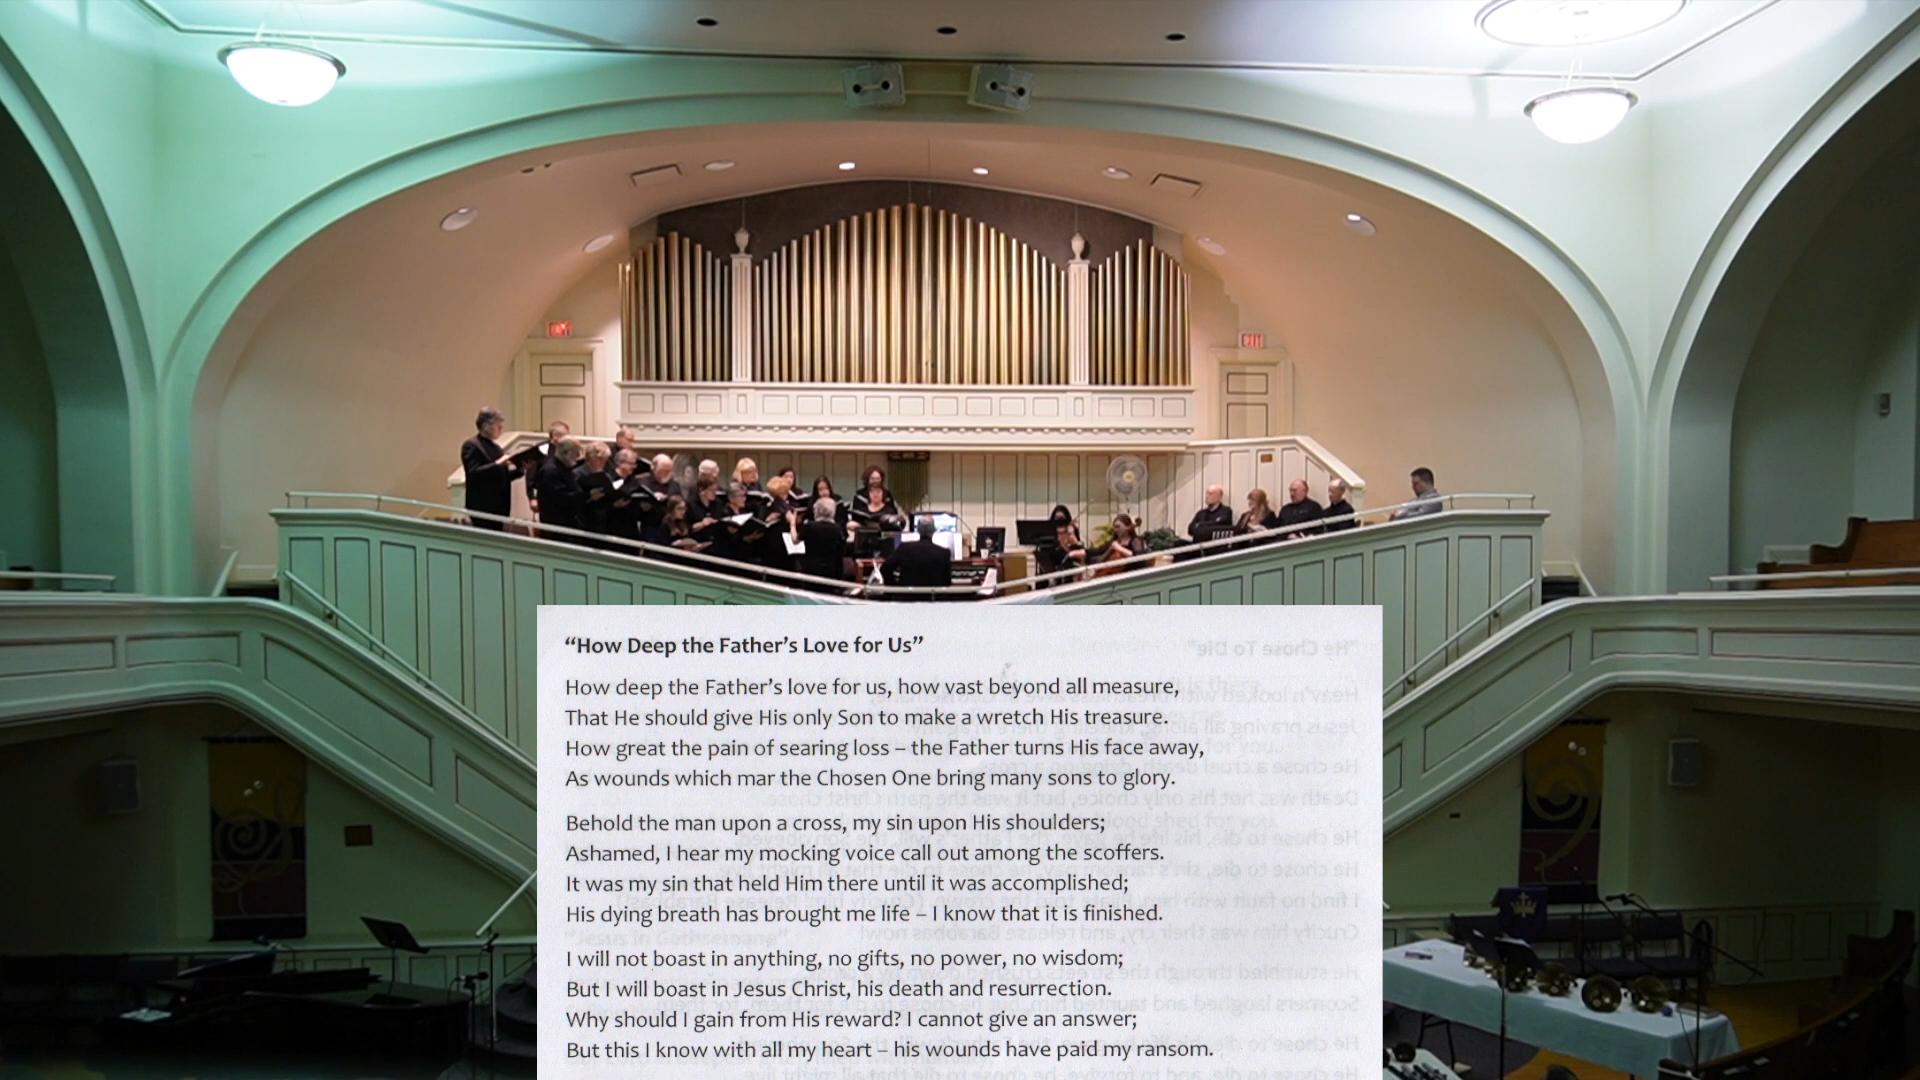 EXIT
EXIT
“How Deep the Father’s Love for Us”
How deep the Father’s love for us, how vast beyond all measure,
That He should give His only Son to make a wretch His treasure.
How great the pain of searing loss – the Father turns His face away,
As wounds which mar the Chosen One bring many sons to glory.
Behold the man upon a cross, my sin upon His shoulders;
Ashamed, I hear my mocking voice call out among the scoffers.
It was my sin that held Him there until it was accomplished;
His dying breath has brought me life – I know that it is finished.
I will not boast in anything, no gifts, no power, no wisdom;
But I will boast in Jesus Christ, his death and resurrection.
Why should I gain from His reward? I cannot give an answer;
But this I know with all my heart – his wounds have paid my ransom.